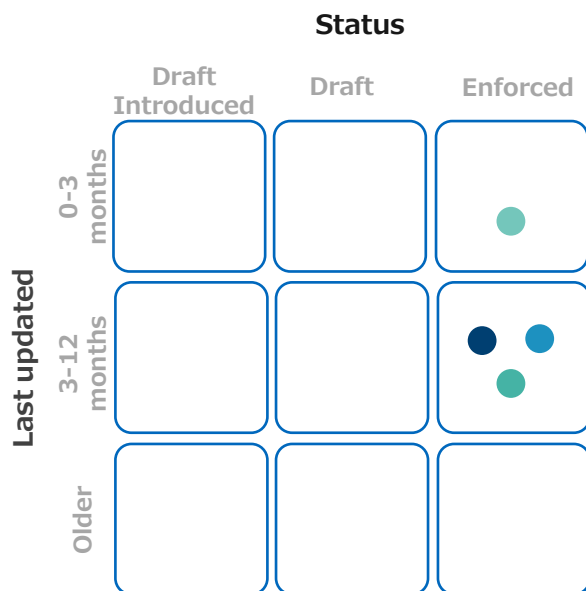 Status
Draft
Introduced
Draft
Enforced
Last updated
0-3
months
3-12
months
Older